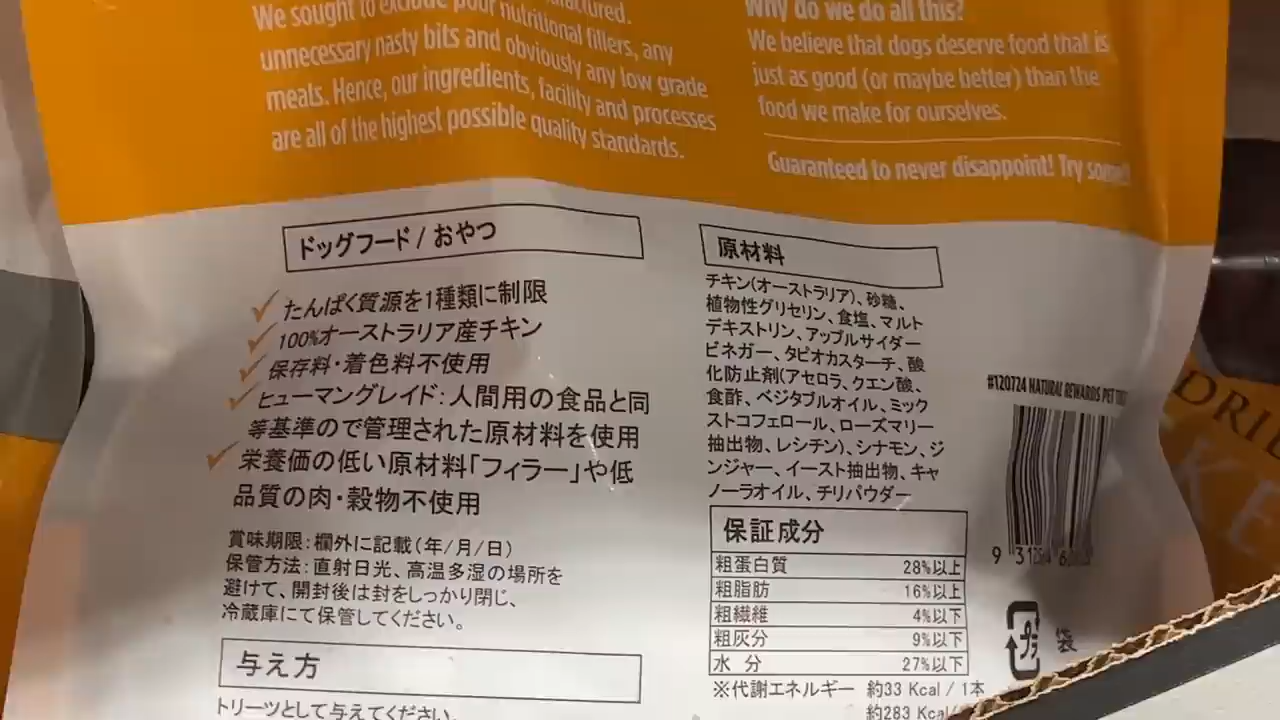 We sought to exclude poor nutritional fillers, any
unnecessary nasty bits and obviously any low grade
meals. Hence, our ingredients, facility and processes
are all of the highest possible quality standards.
Why do we do all this?
We believe that dogs deserve food that is
just as good (or maybe better) than the
food we make for ourselves.
Guaranteed to never disappoint! Try some
ドッグフード / おやつ
たんぱく質源を1種類に制限
100%オーストラリア産チキン
保存料・着色料不使用
ヒューマングレイド:人間用の食品と同
等基準ので管理された原材料を使用
栄養価の低い原材料「フィラー」や低
品質の肉・穀物不使用
賞味期限:欄外に記載(年/月/日)
保管方法:直射日光、高温多湿の場所を
避けて、開封後は封をしっかり閉じ、
冷蔵庫にて保管してください。
与え方
トリーツとして与えてください。
原材料
チキン(オーストラリア)、砂糖、
植物性グリセリン、食塩、マルト
デキストリン、アップルサイダー
ビネガー、タピオカスターチ、酸
化防止剤(アセロラ、クエン酸、
食酢、ベジタブルオイル、ミック
ストコフェロール、ローズマリー
抽出物、レシチン)、シナモン、ジ
ンジャー、イースト抽出物、キャ
ノーラオイル、チリパウダー
保証成分
粗蛋白質 28%以上
粗脂肪 16%以上
粗繊維 4%以下
粗灰分 9%以下
水 分 27%以下
※代謝エネルギー 約33 Kcal / 1本
約283 Kcal/
#120724 NATURAL REWARDS PET
プラ 袋
DRIE
KE